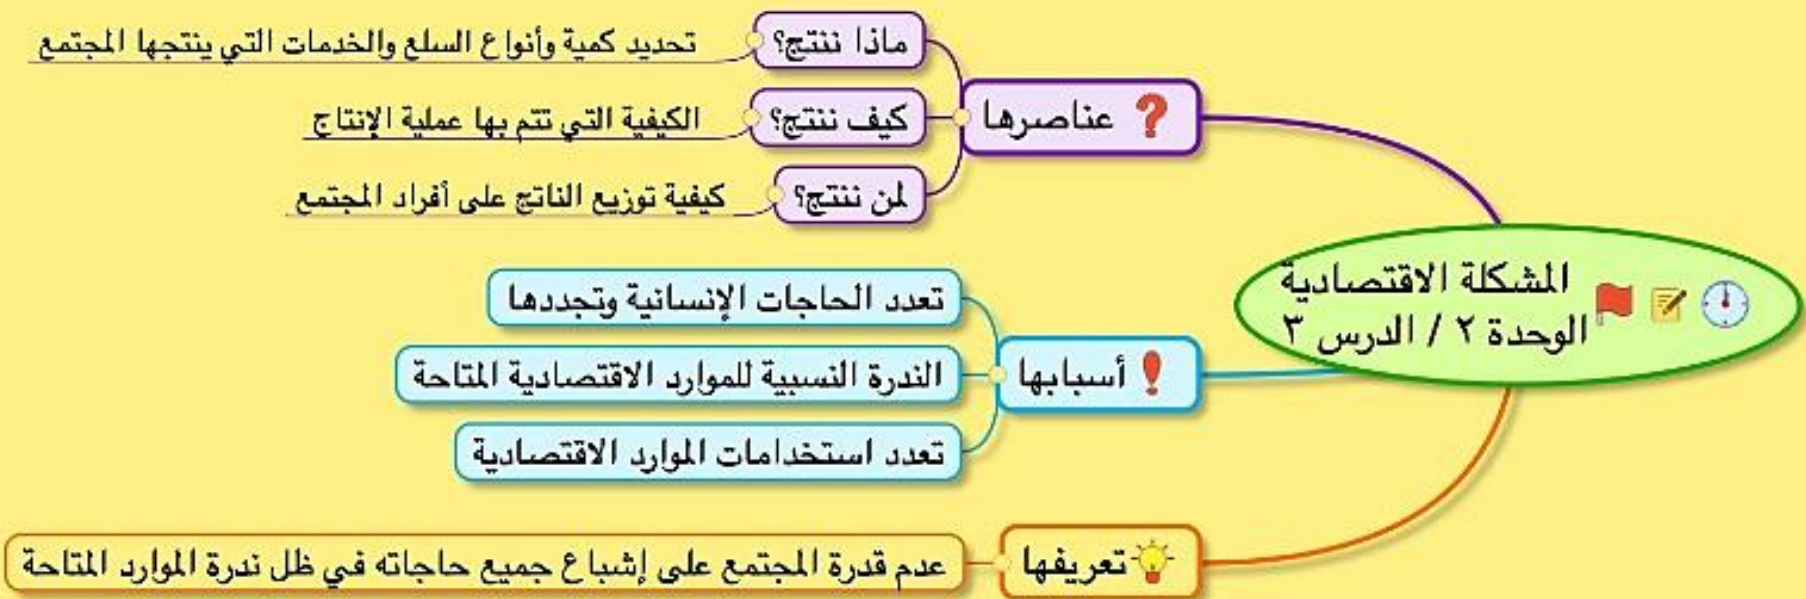 المشكلة الاقتصادية
الوحدة ٢ / الدرس ٣
عناصرها
ماذا ننتج؟
تحديد كمية وأنواع السلع والخدمات التي ينتجها المجتمع
كيف ننتج؟
الكيفية التي تتم بها عملية الإنتاج
لمن ننتج؟
كيفية توزيع الناتج على أفراد المجتمع
أسبابها
تعدد الحاجات الإنسانية وتجددها
الندرة النسبية للموارد الاقتصادية المتاحة
تعدد استخدامات الموارد الاقتصادية
تعريفها
عدم قدرة المجتمع على إشباع جميع حاجاته في ظل ندرة الموارد المتاحة